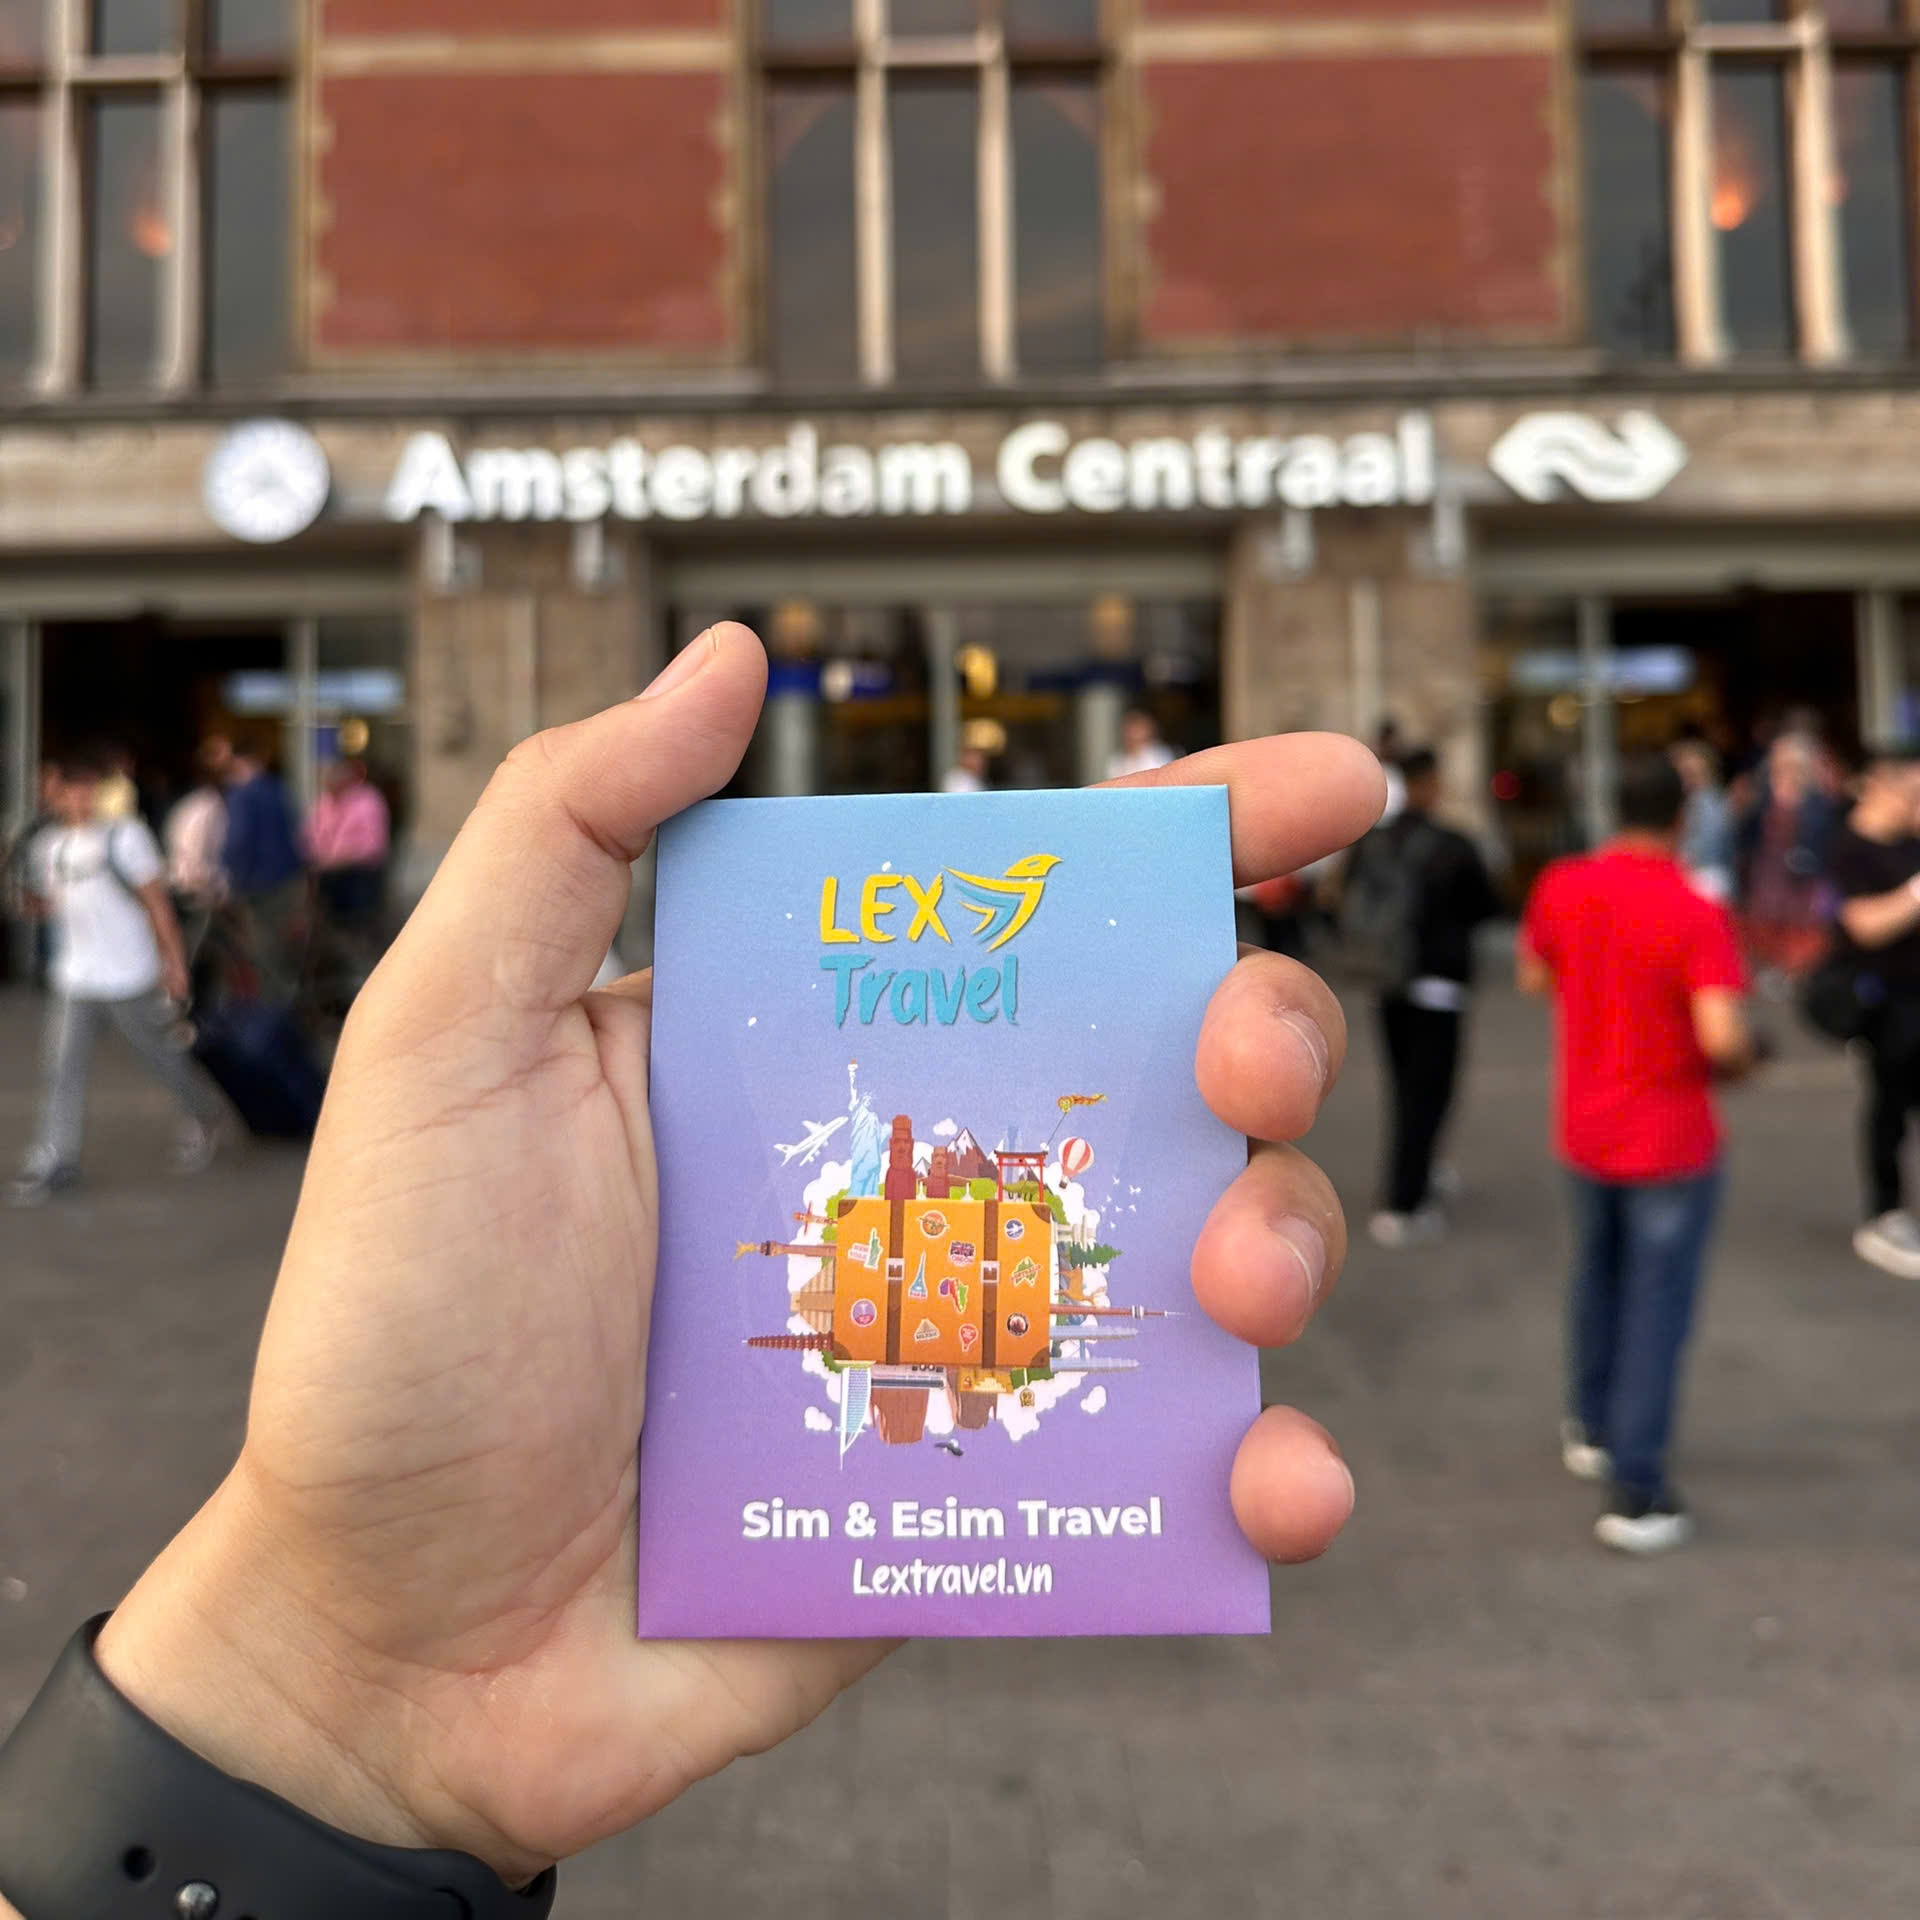 Amsterdam Centraal
LEX
Travel
Sim & Esim Travel
Lextravel.vn